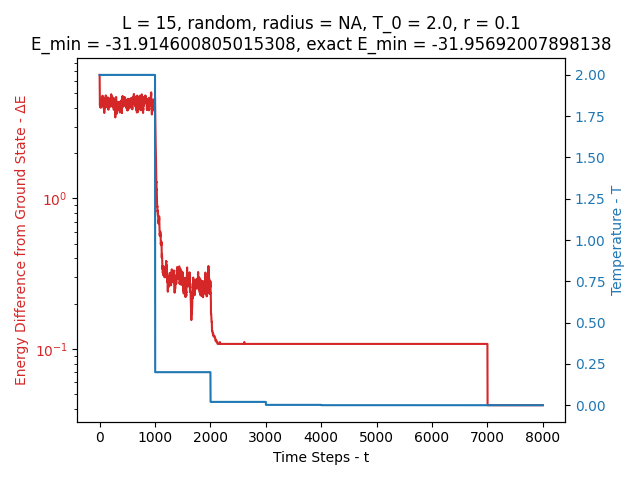 L = 15, random, radius = NA, T_0 = 2.0, r = 0.1
E_min = -31.914600805015308, exact E_min = -31.95692007898138
Energy Difference from Ground State - ΔE
10⁰
10⁻¹
2.00
1.75
1.50
1.25
1.00
0.75
0.50
0.25
0.00
Temperature - T
0 1000 2000 3000 4000 5000 6000 7000 8000
Time Steps - t